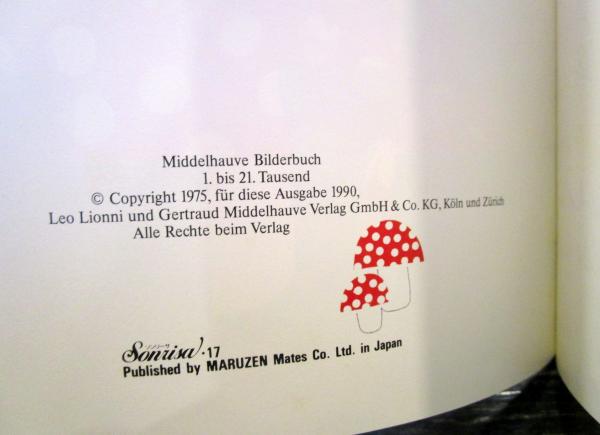 Middelhauve Bilderbuch
1. bis 21. Tausend
© Copyright 1975, für diese Ausgabe 1990,
Leo Lionni und Gertraud Middelhauve Verlag GmbH & Co. KG, Köln und Zürich
Alle Rechte beim Verlag
Sonrisa・17
Published by MARUZEN Mates Co. Ltd. in Japan